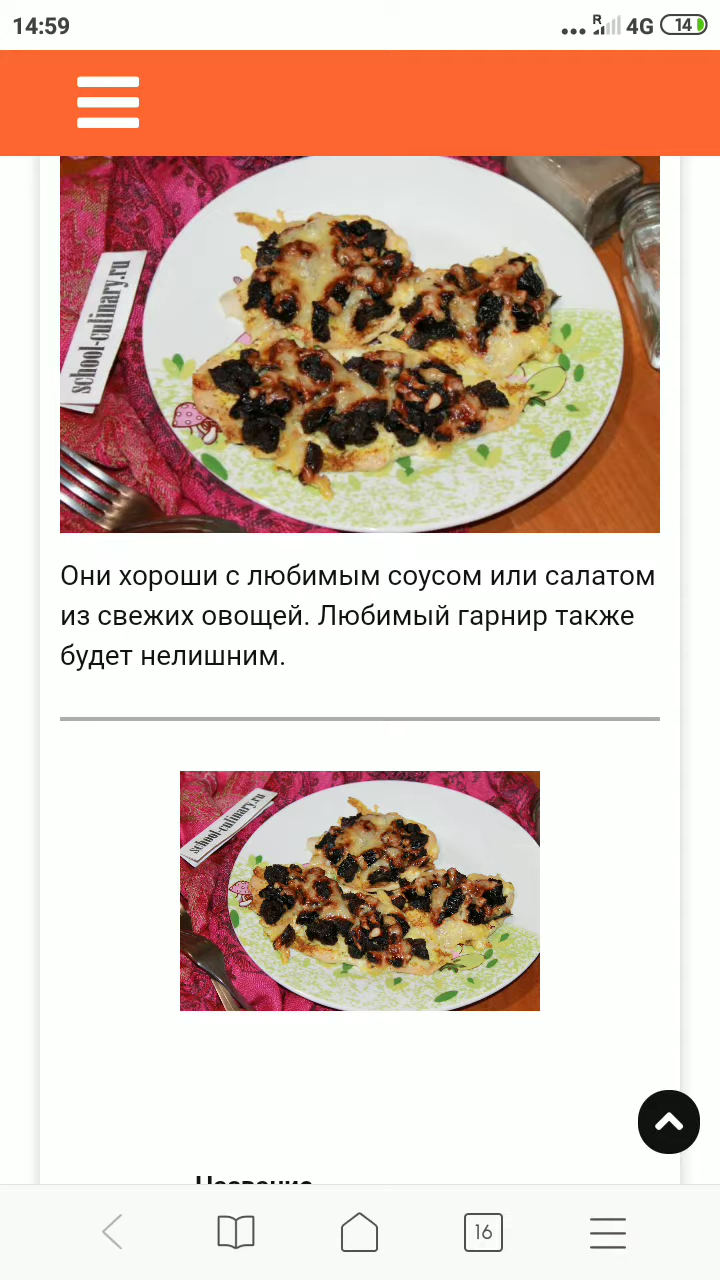 14:59
R
4G
14
school-culinary.ru
Они хороши с любимым соусом или салатом
из свежих овощей. Любимый гарнир также
будет нелишним.
school-culinary.ru
Название
16